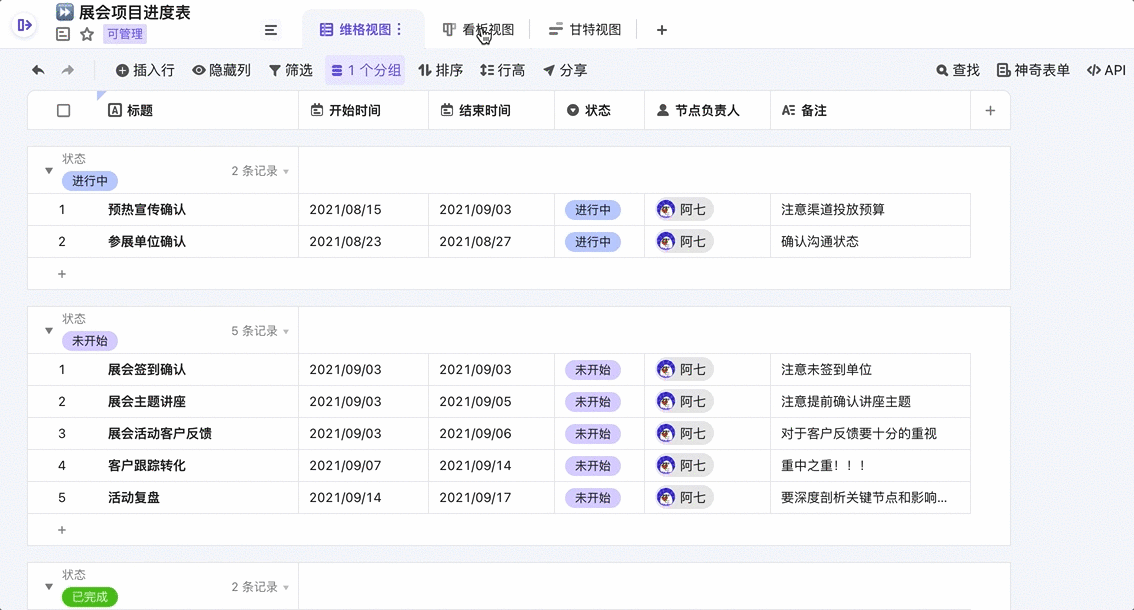 展会项目进度表
可管理
维格视图
看板视图
甘特视图
插入行 隐藏列 筛选 1 个分组 排序 行高 分享 查找 神奇表单 API
标题 开始时间 结束时间 状态 节点负责人 备注
状态
进行中 2 条记录
1 预热宣传确认 2021/08/15 2021/09/03 进行中 阿七 注意渠道投放预算
2 参展单位确认 2021/08/23 2021/08/27 进行中 阿七 确认沟通状态
状态
未开始 5 条记录
1 展会签到确认 2021/09/03 2021/09/03 未开始 阿七 注意未签到单位
2 展会主题讲座 2021/09/03 2021/09/05 未开始 阿七 注意提前确认讲座主题
3 展会活动客户反馈 2021/09/03 2021/09/06 未开始 阿七 对于客户反馈要十分的重视
4 客户跟踪转化 2021/09/07 2021/09/14 未开始 阿七 重中之重！！！
5 活动复盘 2021/09/14 2021/09/17 未开始 阿七 要深度剖析关键节点和影响...
状态
已完成 2 条记录